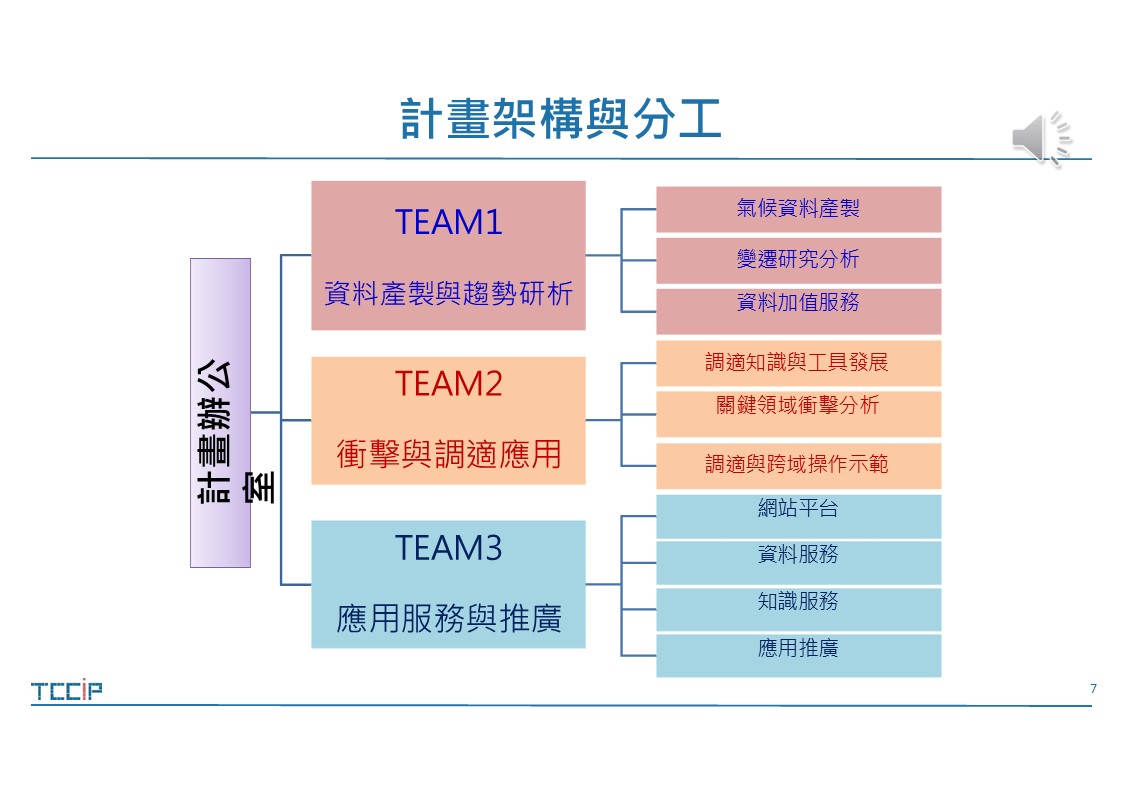 計畫架構與分工
計畫辦公
室
TEAM1
資料產製與趨勢研析
氣候資料產製
變遷研究分析
資料加值服務
TEAM2
衝擊與調適應用
調適知識與工具發展
關鍵領域衝擊分析
調適與跨域操作示範
TEAM3
應用服務與推廣
網站平台
資料服務
知識服務
應用推廣
TCCiP
7